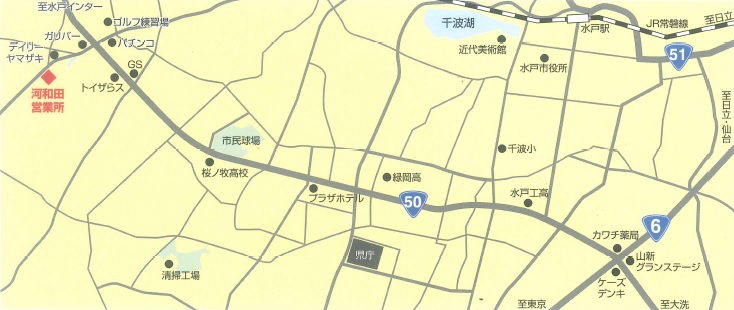 至水戸インター
ゴルフ練習場
ガリバー
パチンコ
デイリー
ヤマザキ
GS
トイザらス
河和田
営業所
千波湖
近代美術館
水戸駅
JR常磐線
至日立
水戸市役所
51
至日立・仙台
市民球場
桜ノ牧高校
千波小
緑岡高
プラザホテル
50
水戸工高
6
カワチ薬局
山新
グランステージ
ケーズ
デンキ
県庁
清掃工場
至東京
至大洗